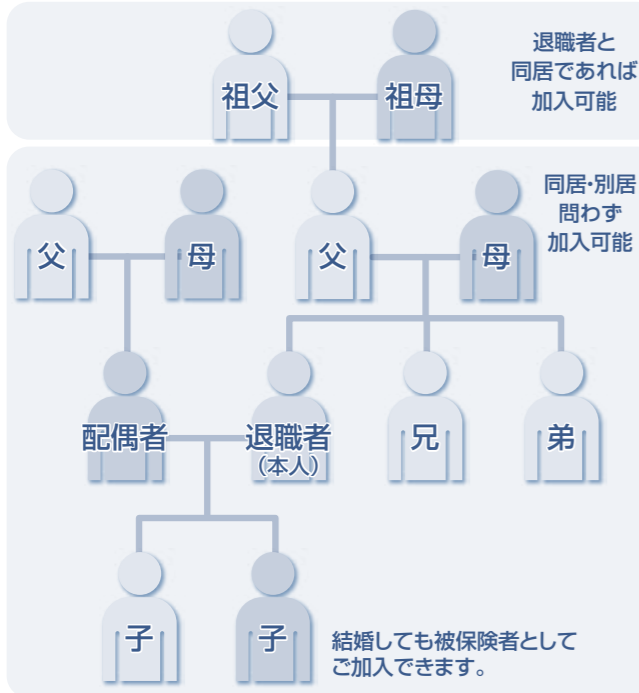 退職者と
同居であれば
加入可能
祖父
祖母
同居・別居
問わず
加入可能
父
母
父
母
配偶者
退職者
（本人）
兄
弟
子
子
結婚しても被保険者として
ご加入できます。